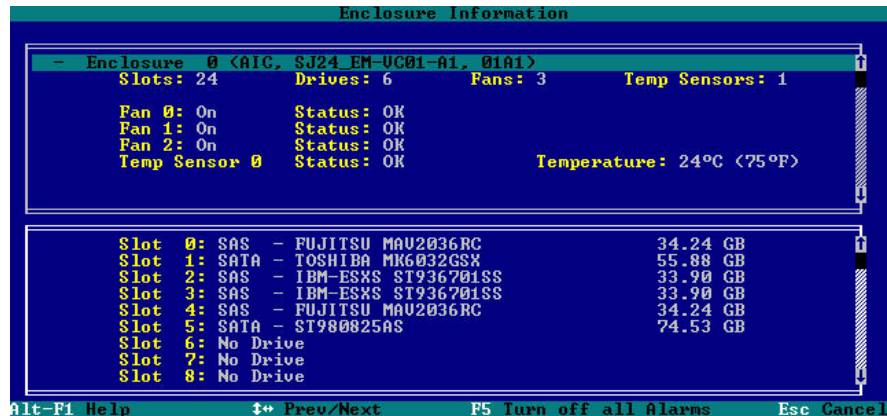 Enclosure Information
- Enclosure 0 (AIC, SJ24_EM-VC01-A1, 01A1)
Slots: 24 Drives: 6 Fans: 3 Temp Sensors: 1
Fan 0: On Status: OK
Fan 1: On Status: OK
Fan 2: On Status: OK
Temp Sensor 0 Status: OK Temperature: 24ºC (75ºF)
Slot 0: SAS - FUJITSU MAV2036RC 34.24 GB
Slot 1: SATA - TOSHIBA MK6032GSX 55.88 GB
Slot 2: SAS - IBM-ESXS ST936701SS 33.90 GB
Slot 3: SAS - IBM-ESXS ST936701SS 33.90 GB
Slot 4: SAS - FUJITSU MAV2036RC 34.24 GB
Slot 5: SATA - ST980825AS 74.53 GB
Slot 6: No Drive
Slot 7: No Drive
Slot 8: No Drive
Alt-F1 Help ↕↔ Prev/Next F5 Turn off all Alarms Esc Cancel